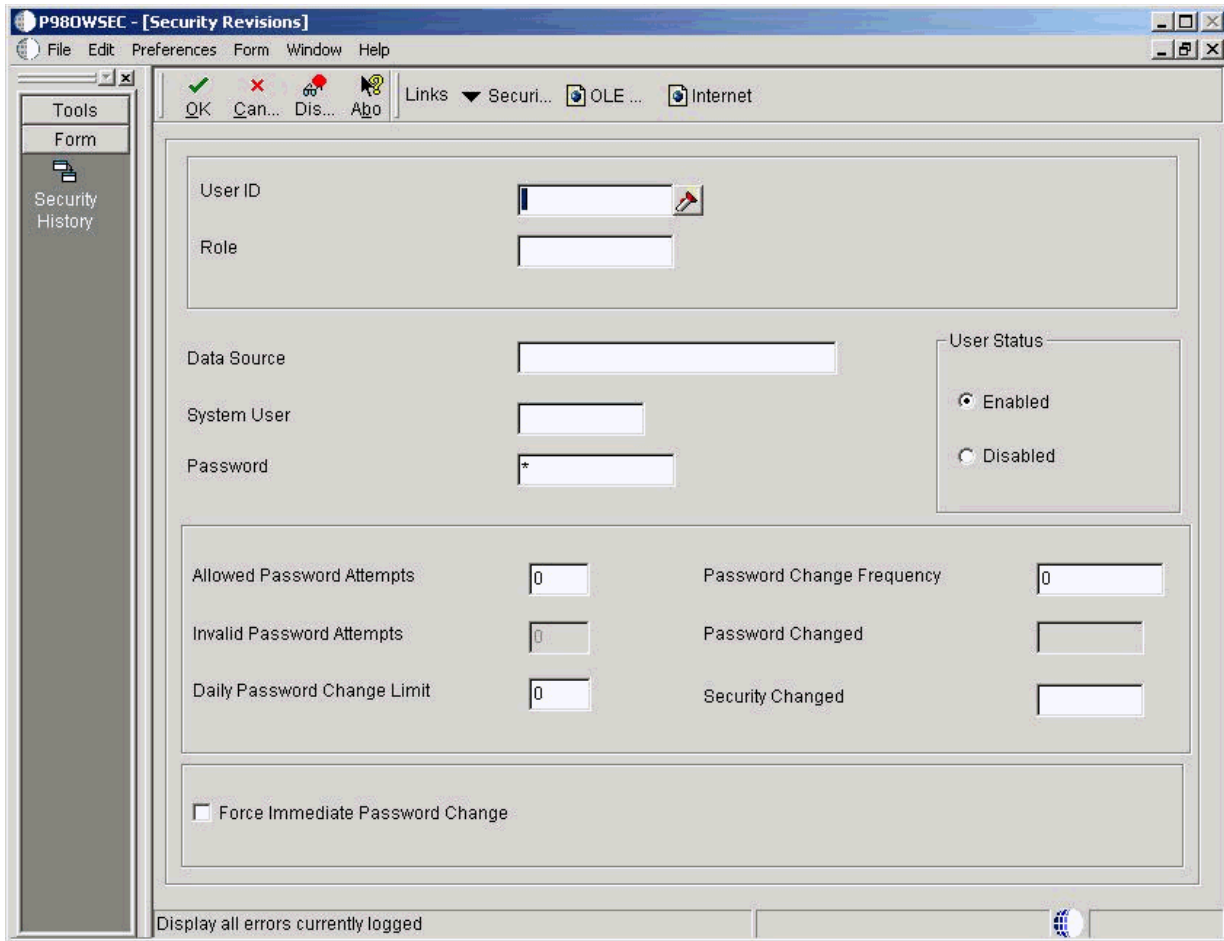 P98OWSEC - [Security Revisions]
File Edit Preferences Form Window Help
Tools
Form
Security
History
OK Can... Dis... Abo Links Securi... OLE ... Internet
User ID
Role
Data Source
System User
Password *
User Status
Enabled
Disabled
Allowed Password Attempts 0 Password Change Frequency 0
Invalid Password Attempts 0 Password Changed
Daily Password Change Limit 0 Security Changed
Force Immediate Password Change
Display all errors currently logged